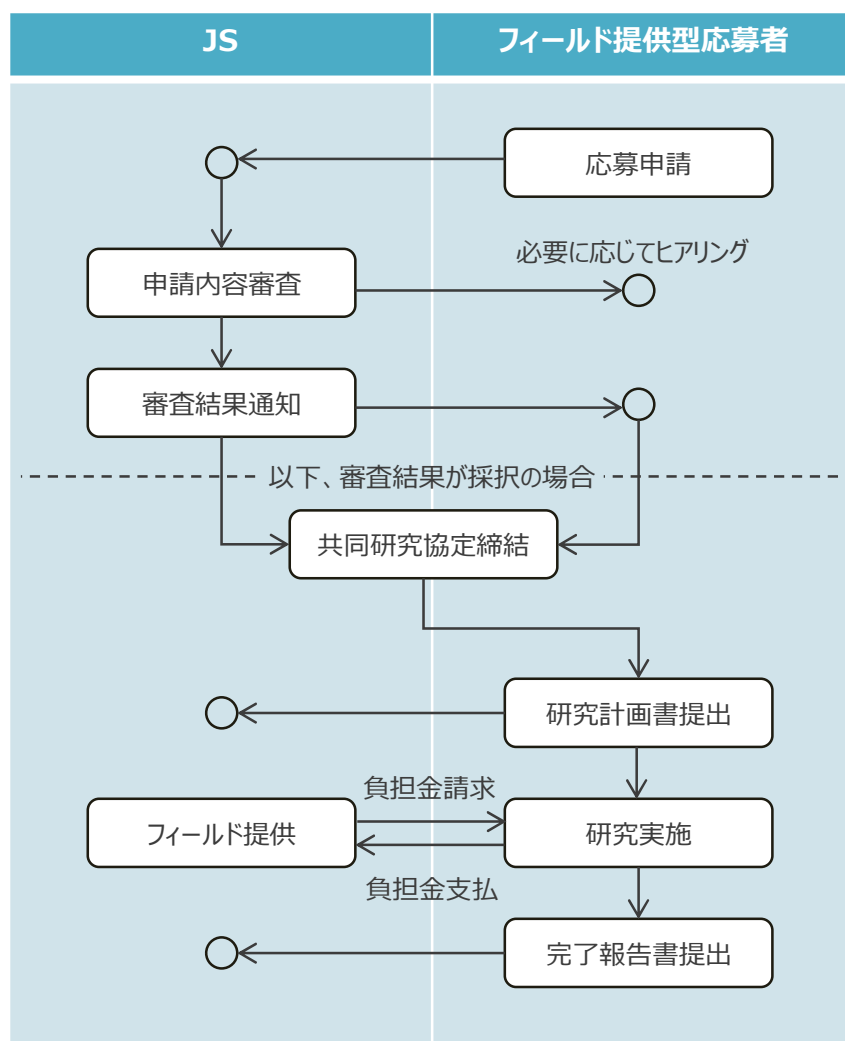 JS
フィールド提供型応募者
応募申請
必要に応じてヒアリング
申請内容審査
審査結果通知
以下、審査結果が採択の場合
共同研究協定締結
研究計画書提出
負担金請求
フィールド提供
研究実施
負担金支払
完了報告書提出